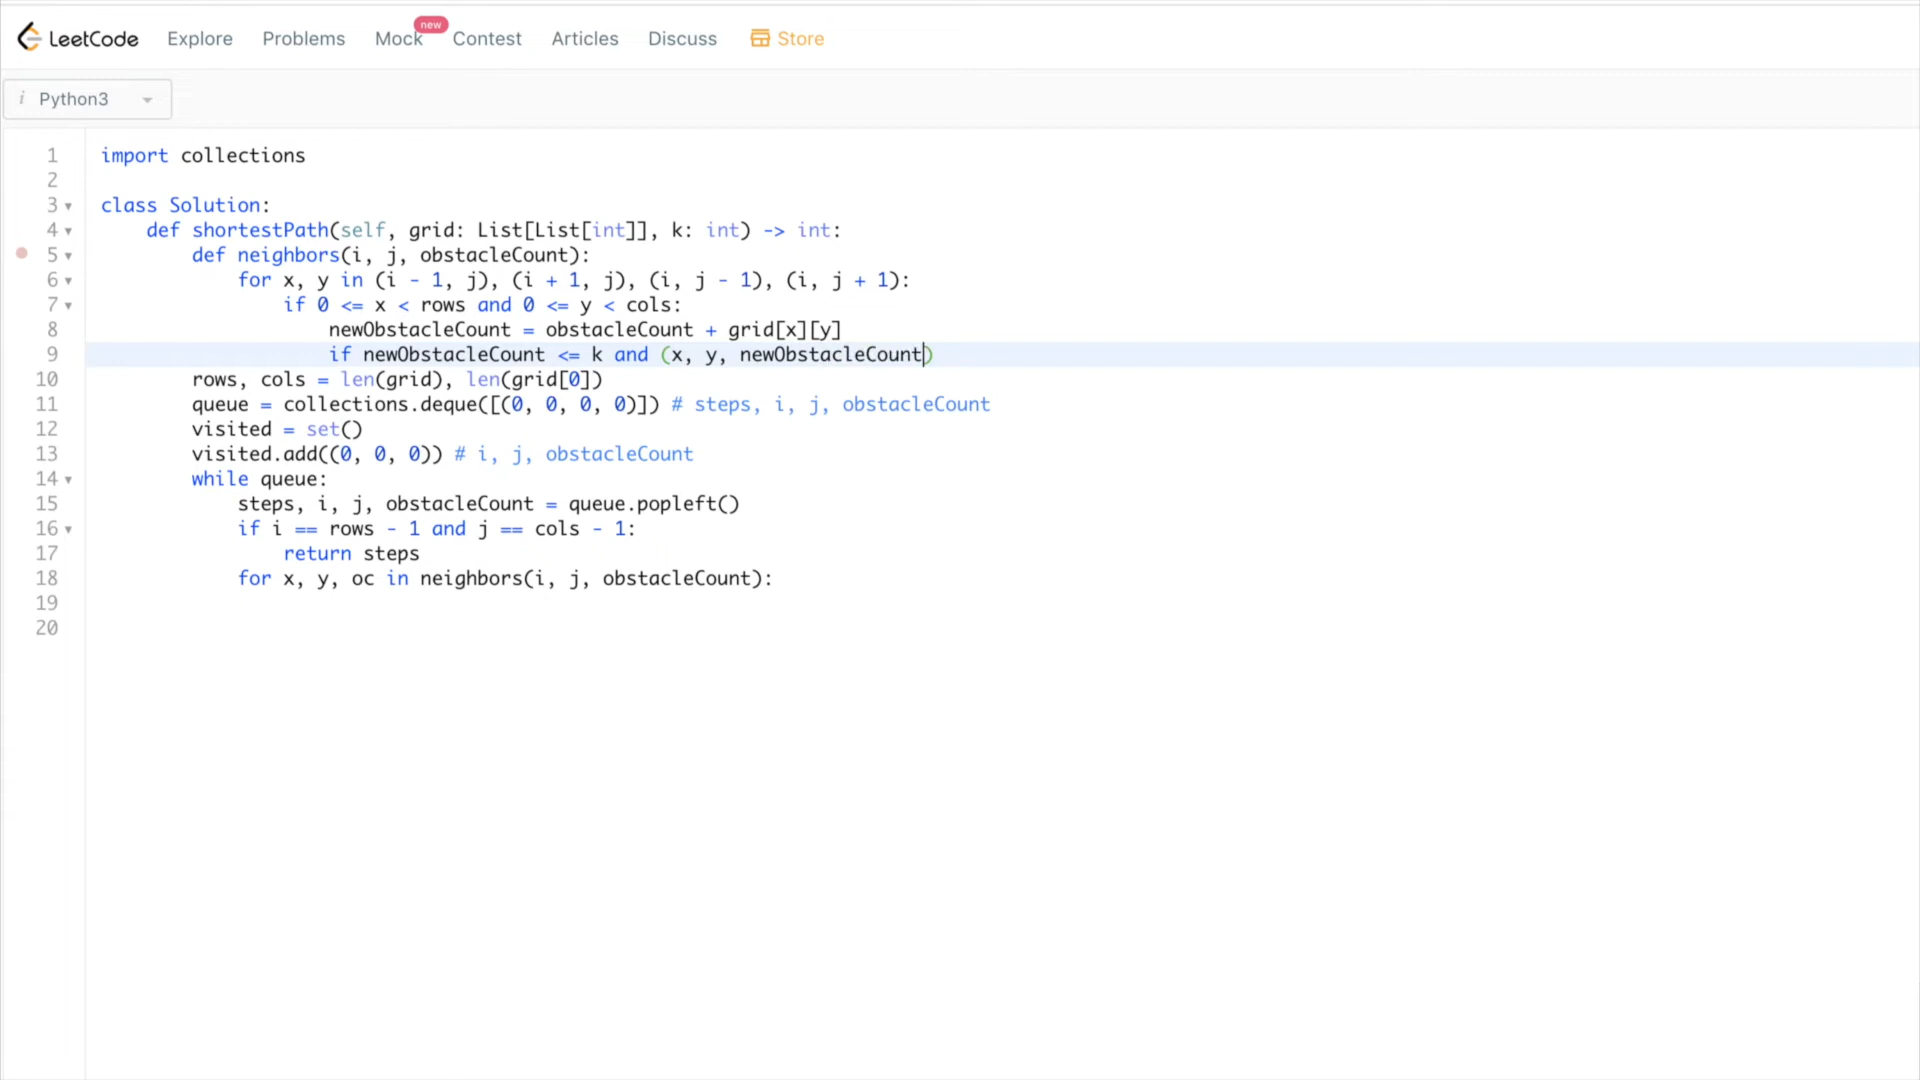 LeetCode Explore Problems Mock new Contest Articles Discuss Store
i Python3
1 import collections
2
3 class Solution:
4 def shortestPath(self, grid: List[List[int]], k: int) -> int:
5 def neighbors(i, j, obstacleCount):
6 for x, y in (i - 1, j), (i + 1, j), (i, j - 1), (i, j + 1):
7 if 0 <= x < rows and 0 <= y < cols:
8 newObstacleCount = obstacleCount + grid[x][y]
9 if newObstacleCount <= k and (x, y, newObstacleCount)
10 rows, cols = len(grid), len(grid[0])
11 queue = collections.deque([(0, 0, 0, 0)]) # steps, i, j, obstacleCount
12 visited = set()
13 visited.add((0, 0, 0)) # i, j, obstacleCount
14 while queue:
15 steps, i, j, obstacleCount = queue.popleft()
16 if i == rows - 1 and j == cols - 1:
17 return steps
18 for x, y, oc in neighbors(i, j, obstacleCount):
19
20